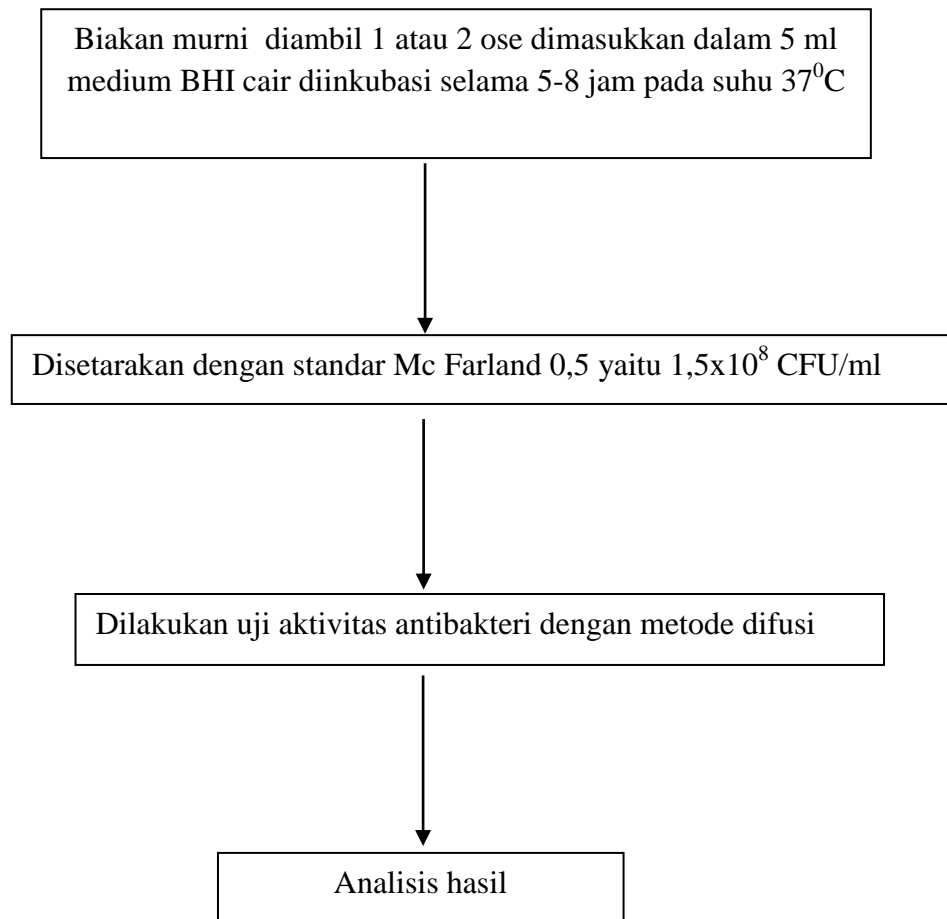 Biakan murni  diambil 1 atau 2 ose dimasukkan dalam 5 ml
medium BHI cair diinkubasi selama 5-8 jam pada suhu 37⁰C
Disetarakan dengan standar Mc Farland 0,5 yaitu 1,5x10⁸ CFU/ml
Dilakukan uji aktivitas antibakteri dengan metode difusi
Analisis hasil